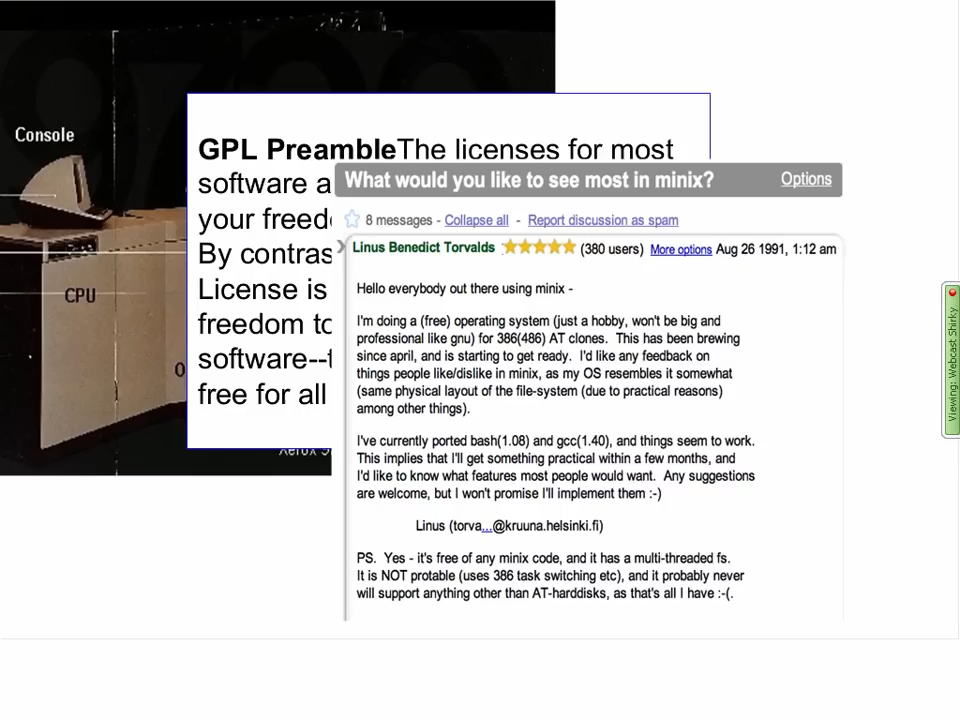 Console
CPU
GPL PreambleThe licenses for most
software a
your freed
By contras
License is
freedom to
software--t
free for all
Xerox
What would you like to see most in minix?
Options
8 messages - Collapse all - Report discussion as spam
Linus Benedict Torvalds (380 users) More options Aug 26 1991, 1:12 am
Hello everybody out there using minix -
I'm doing a (free) operating system (just a hobby, won't be big and
professional like gnu) for 386(486) AT clones. This has been brewing
since april, and is starting to get ready. I'd like any feedback on
things people like/dislike in minix, as my OS resembles it somewhat
(same physical layout of the file-system (due to practical reasons)
among other things).
I've currently ported bash(1.08) and gcc(1.40), and things seem to work.
This implies that I'll get something practical within a few months, and
I'd like to know what features most people would want. Any suggestions
are welcome, but I won't promise I'll implement them :-)
Linus (torva...@kruuna.helsinki.fi)
PS. Yes - it's free of any minix code, and it has a multi-threaded fs.
It is NOT protable (uses 386 task switching etc), and it probably never
will support anything other than AT-harddisks, as that's all I have :-(.
Viewing: Webcast Shirky